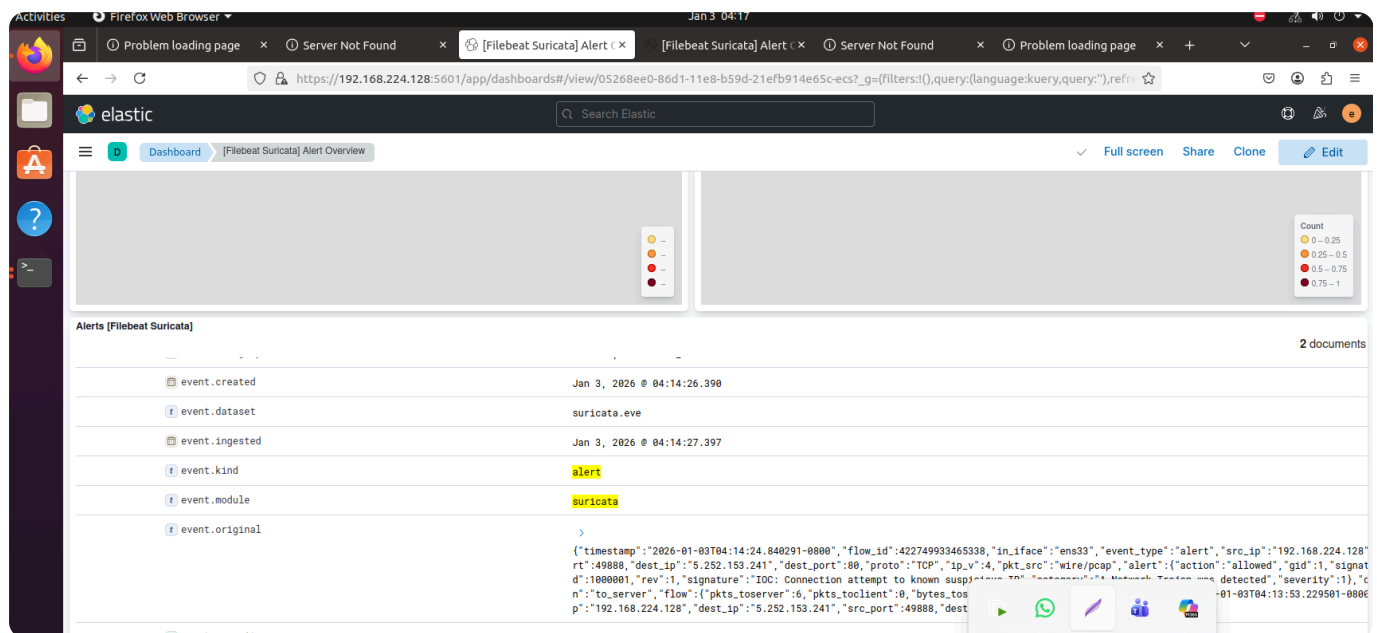 Activities Firefox Web Browser Jan 3 04:17
Problem loading page × Server Not Found × [Filebeat Suricata] Alert × [Filebeat Suricata] Alert × Server Not Found × Problem loading page × +
https://192.168.224.128:5601/app/dashboards#/view/05268ee0-86d1-11e8-b59d-21efb914e65c-ecs?_g=(filters:!(),query:(language:kuery,query:''),refre
elastic Search Elastic e
D Dashboard [Filebeat Suricata] Alert Overview Full screen Share Clone Edit
Count
– 0 – 0.25
– 0.25 – 0.5
– 0.5 – 0.75
– 0.75 – 1
Alerts [Filebeat Suricata]
2 documents
event.created Jan 3, 2026 @ 04:14:26.390
t event.dataset suricata.eve
event.ingested Jan 3, 2026 @ 04:14:27.397
t event.kind alert
t event.module suricata
t event.original
{"timestamp":"2026-01-03T04:14:24.840291-0800","flow_id":422749933465338,"in_iface":"ens33","event_type":"alert","src_ip":"192.168.224.128"
rt":49888,"dest_ip":"5.252.153.241","dest_port":80,"proto":"TCP","ip_v":4,"pkt_src":"wire/pcap","alert":{"action":"allowed","gid":1,"signat
d":1000001,"rev":1,"signature":"IOC: Connection attempt to known suspicious IP","category":"A Network Trojan was detected","severity":1},"
n":"to_server","flow":{"pkts_toserver":6,"pkts_toclient":0,"bytes_tos -01-03T04:13:53.229501-0800
p":"192.168.224.128","dest_ip":"5.252.153.241","src_port":49888,"dest